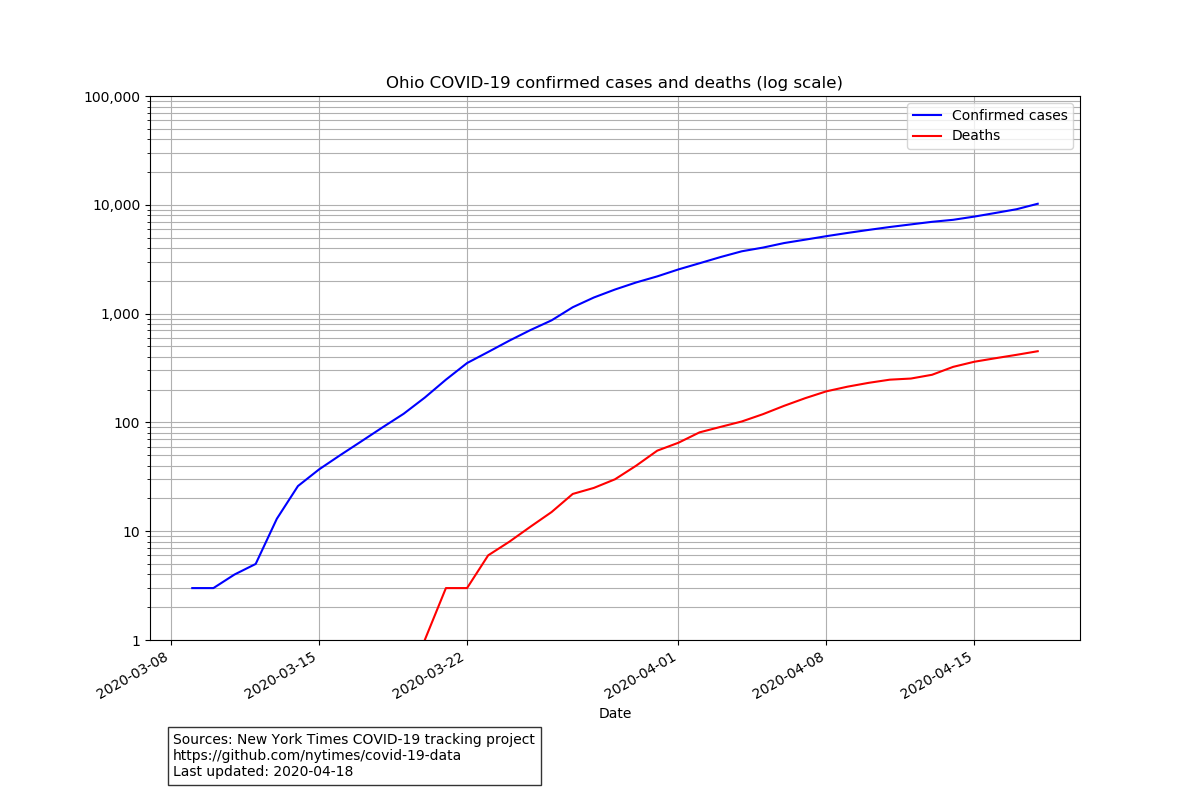 Ohio COVID-19 confirmed cases and deaths (log scale)
100,000
10,000
1,000
100
10
1
Confirmed cases
Deaths
2020-03-08
2020-03-15
2020-03-22
2020-04-01
2020-04-08
2020-04-15
Date
Sources: New York Times COVID-19 tracking project
https://github.com/nytimes/covid-19-data
Last updated: 2020-04-18